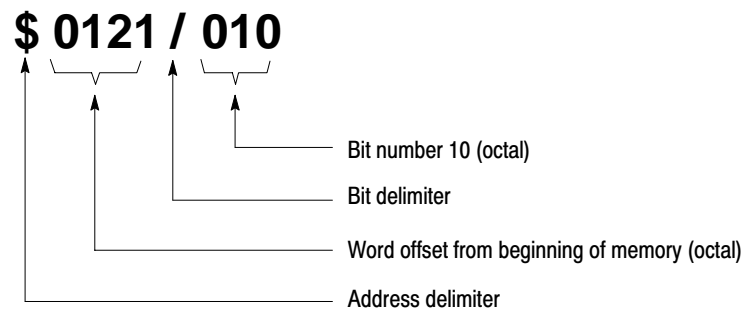 $ 0121 / 010
Bit number 10 (octal)
Bit delimiter
Word offset from beginning of memory (octal)
Address delimiter